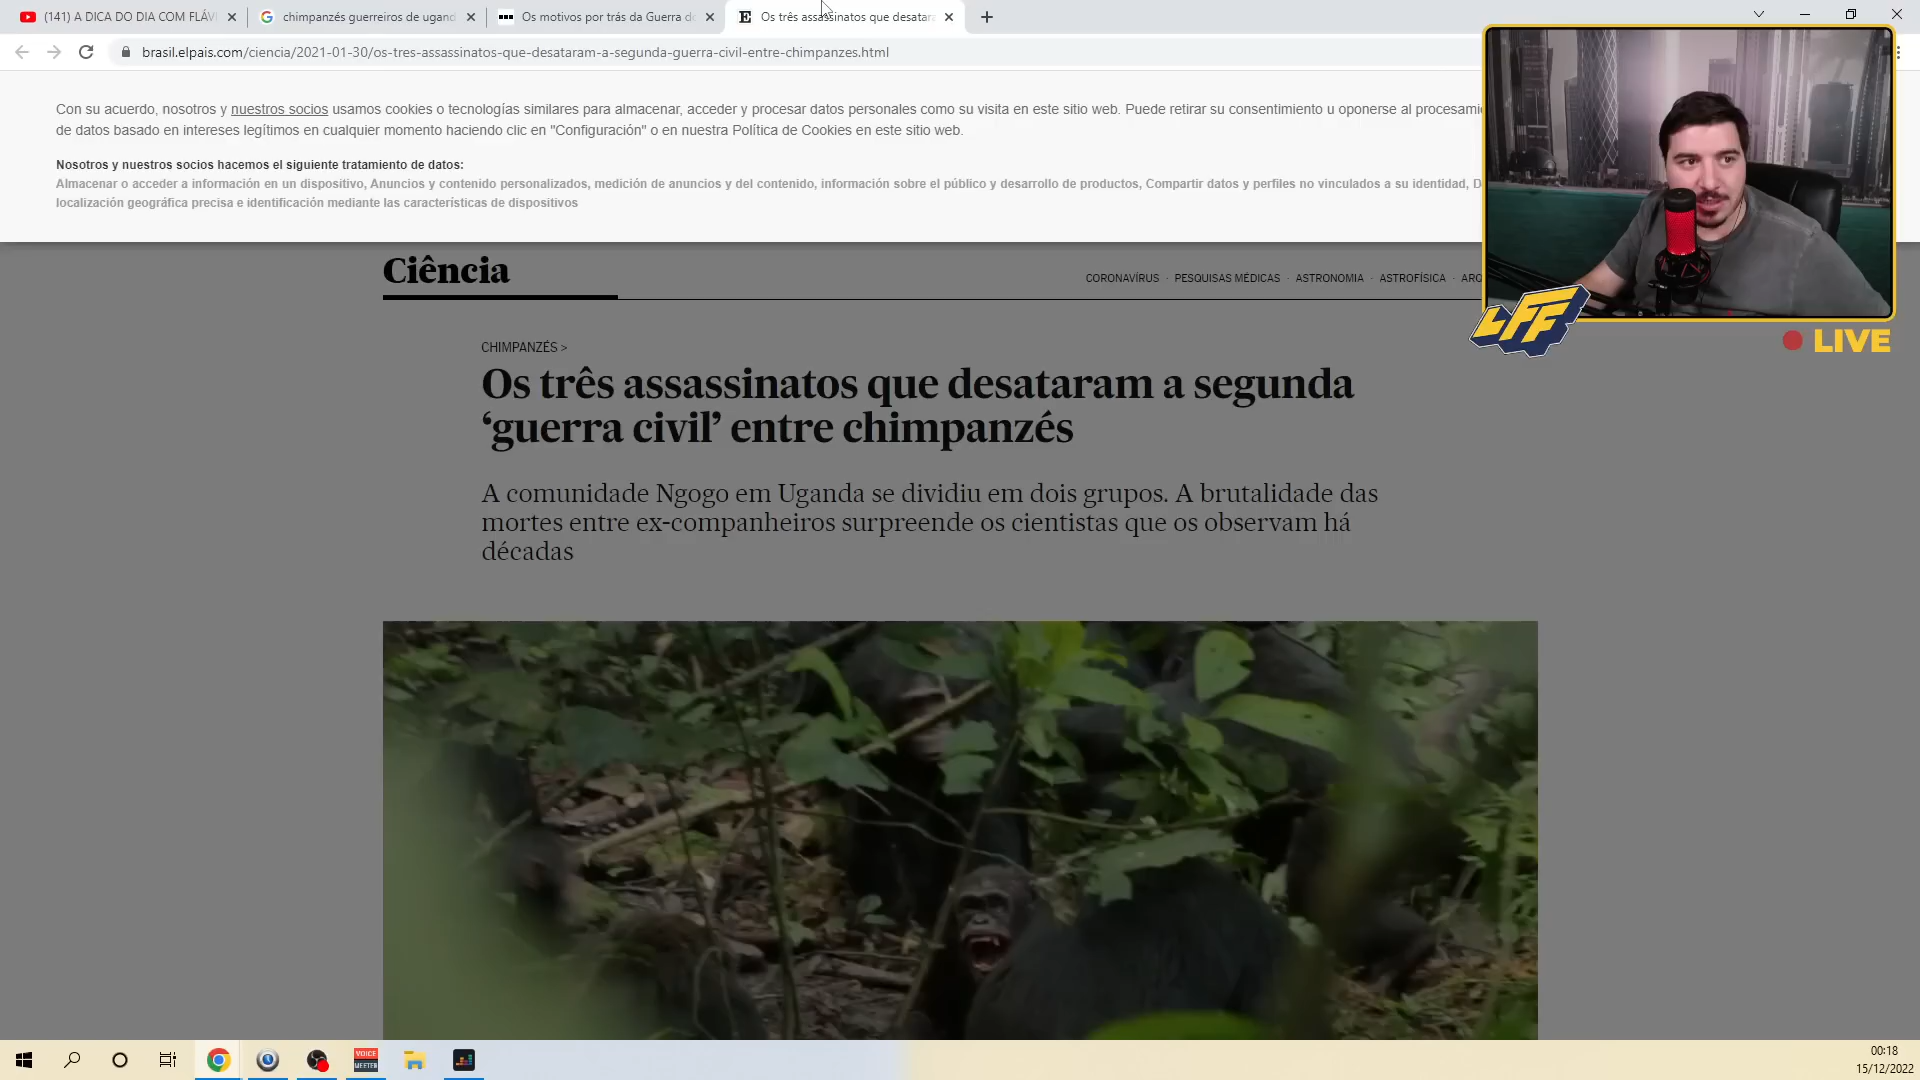 (141) A DICA DO DIA COM FLÁVI
chimpanzés guerreiros de ugand
Os motivos por trás da Guerra de
Os três assassinatos que desatara
brasil.elpais.com/ciencia/2021-01-30/os-tres-assassinatos-que-desataram-a-segunda-guerra-civil-entre-chimpanzes.html
Con su acuerdo, nosotros y nuestros socios usamos cookies o tecnologías similares para almacenar, acceder y procesar datos personales como su visita en este sitio web. Puede retirar su consentimiento u oponerse al procesami
de datos basado en intereses legítimos en cualquier momento haciendo clic en "Configuración" o en nuestra Política de Cookies en este sitio web.
Nosotros y nuestros socios hacemos el siguiente tratamiento de datos:
Almacenar o acceder a información en un dispositivo, Anuncios y contenido personalizados, medición de anuncios y del contenido, información sobre el público y desarrollo de productos, Compartir datos y perfiles no vinculados a su identidad, D
localización geográfica precisa e identificación mediante las características de dispositivos
Ciência
CORONAVÍRUS · PESQUISAS MÉDICAS · ASTRONOMIA · ASTROFÍSICA · ARQ
LFF
LIVE
CHIMPANZÉS >
Os três assassinatos que desataram a segunda
‘guerra civil’ entre chimpanzés
A comunidade Ngogo em Uganda se dividiu em dois grupos. A brutalidade das
mortes entre ex-companheiros surpreende os cientistas que os observam há
décadas
VOICE
MEETER
00:18
15/12/2022